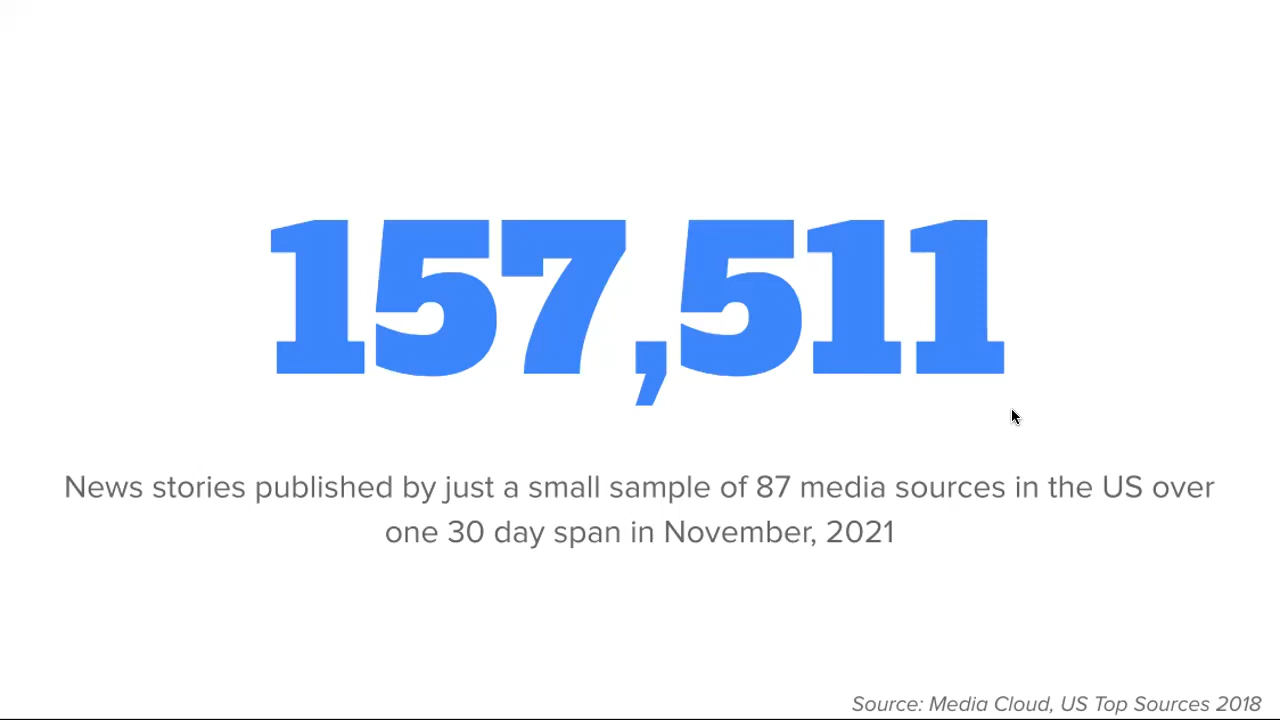 157,511
News stories published by just a small sample of 87 media sources in the US over
one 30 day span in November, 2021
Source: Media Cloud, US Top Sources 2018